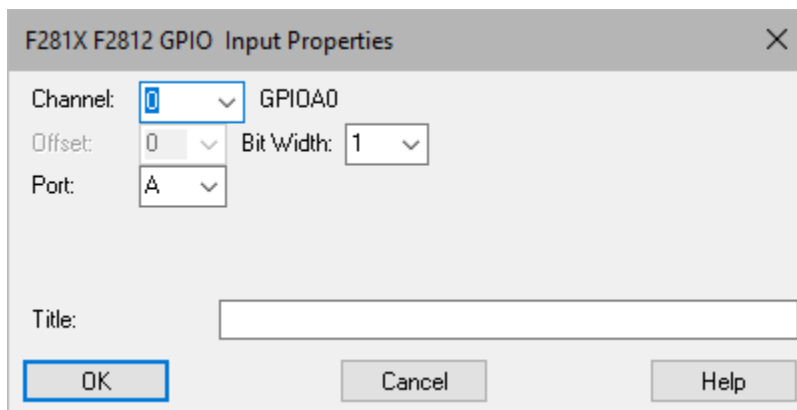 F281X F2812 GPIO Input Properties
Channel: 0 GPIOA0
Offset: 0 Bit Width: 1
Port: A
Title:
OK Cancel Help